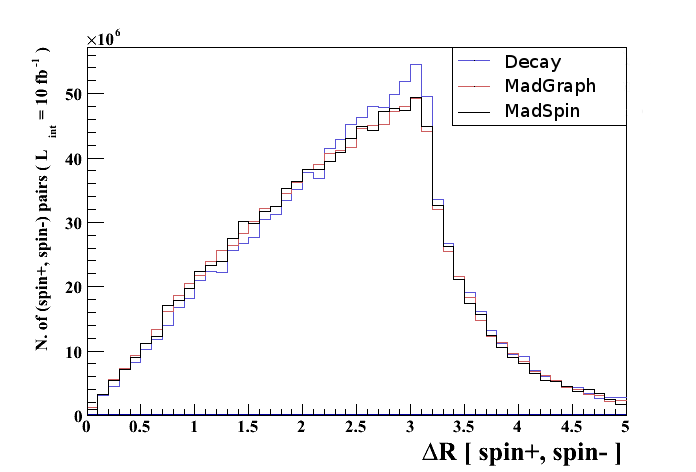 ×10⁶
Decay
MadGraph
MadSpin
N. of (spin+, spin-) pairs ( L int = 10 fb⁻¹ )
50
40
30
20
10
0
0 0.5 1 1.5 2 2.5 3 3.5 4 4.5 5
ΔR [ spin+, spin- ]